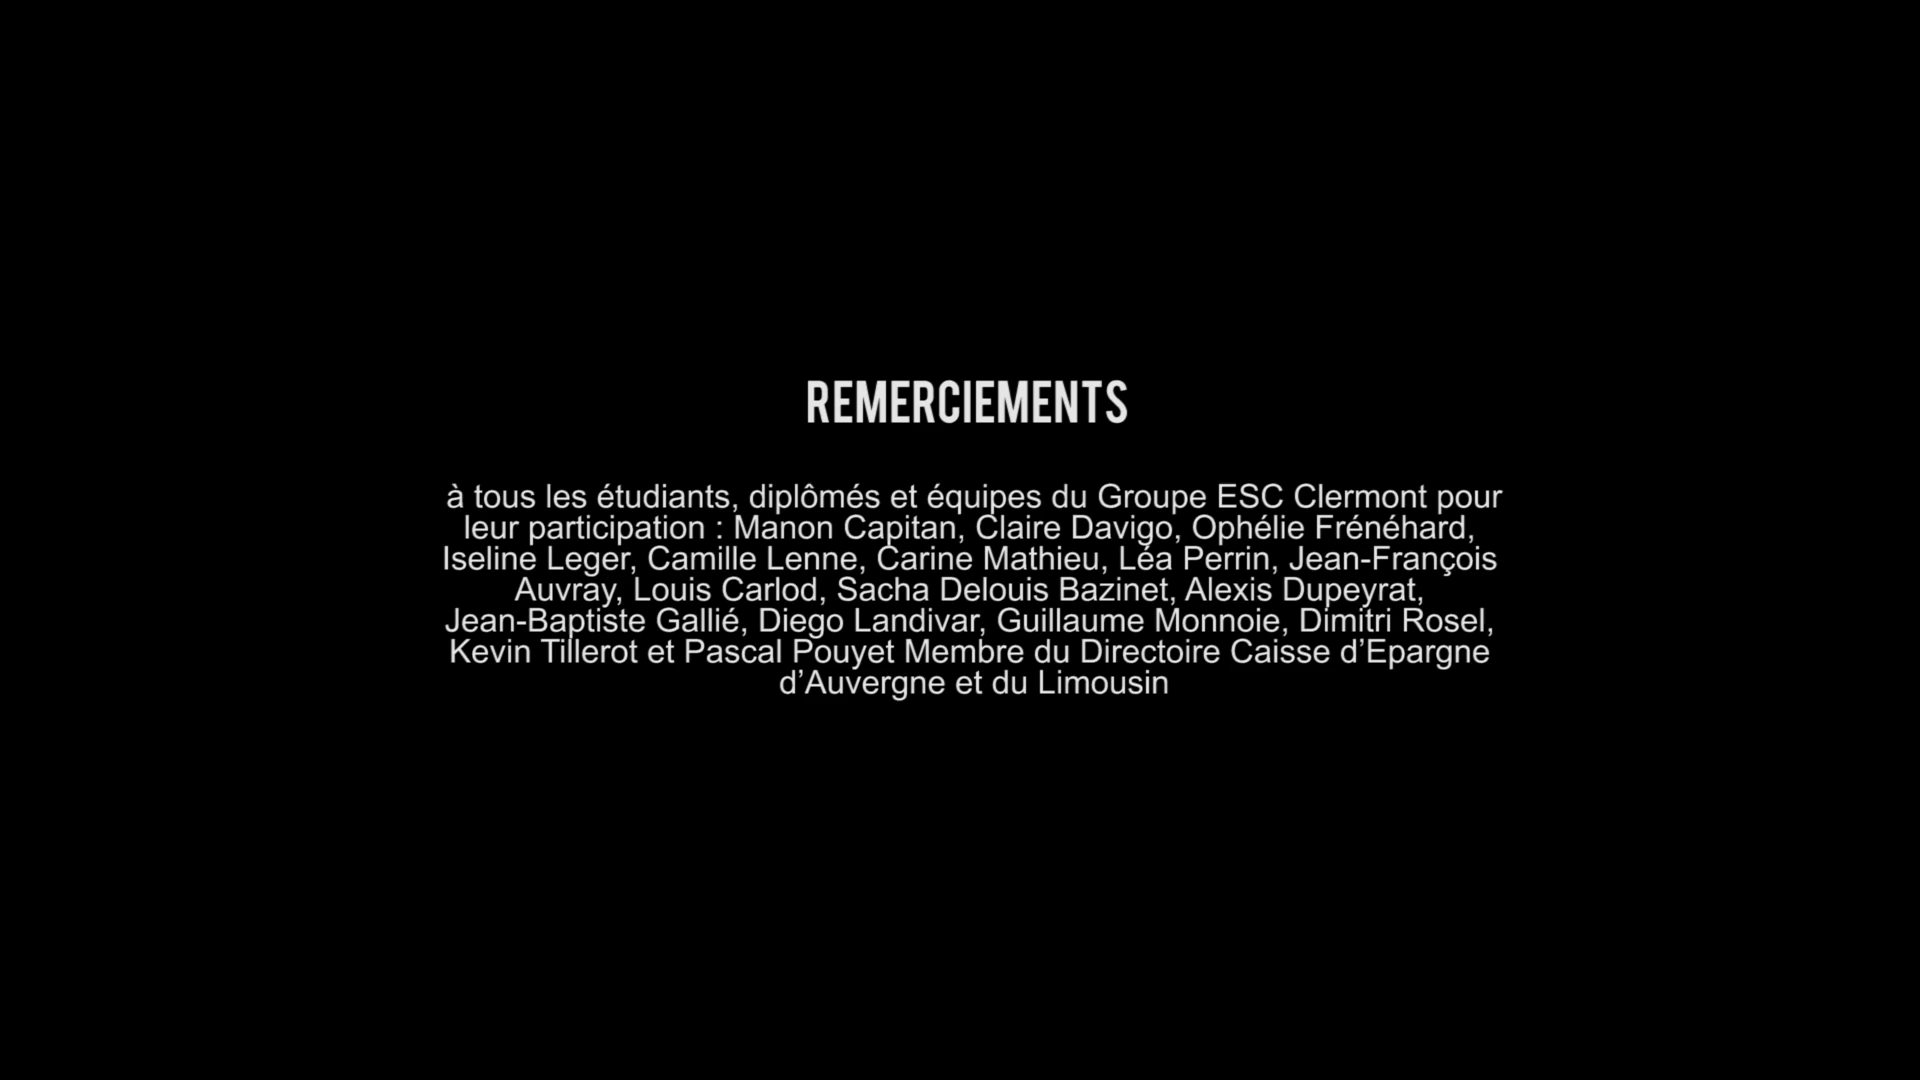 REMERCIEMENTS
à tous les étudiants, diplômés et équipes du Groupe ESC Clermont pour
leur participation : Manon Capitan, Claire Davigo, Ophélie Frénéhard,
Iseline Leger, Camille Lenne, Carine Mathieu, Léa Perrin, Jean-François
Auvray, Louis Carlod, Sacha Delouis Bazinet, Alexis Dupeyrat,
Jean-Baptiste Gallié, Diego Landivar, Guillaume Monnoie, Dimitri Rosel,
Kevin Tillerot et Pascal Pouyet Membre du Directoire Caisse d’Epargne
d’Auvergne et du Limousin